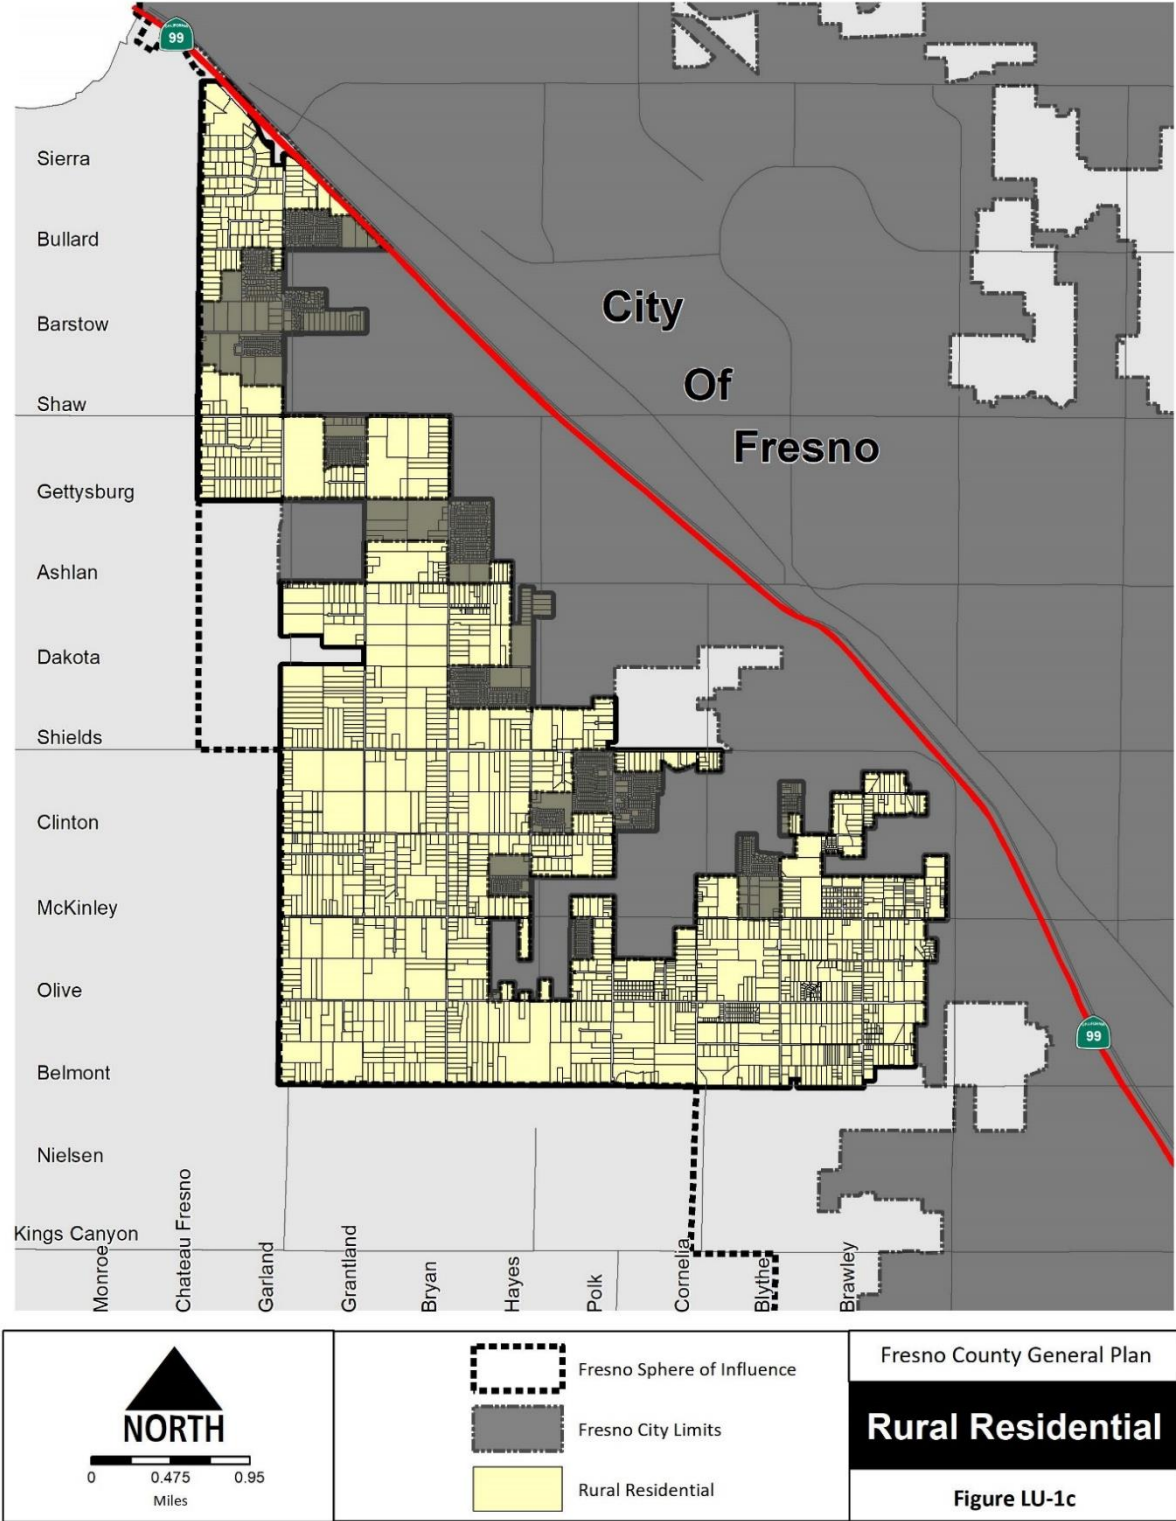 CALIFORNIA
99
Sierra
Bullard
Barstow
Shaw
Gettysburg
Ashlan
Dakota
Shields
Clinton
McKinley
Olive
Belmont
Nielsen
Kings Canyon
City
Of
Fresno
CALIFORNIA
99
Monroe
Chateau Fresno
Garland
Grantland
Bryan
Hayes
Polk
Cornelia
Blythe
Brawley
NORTH
0 0.475 0.95
Miles
Fresno Sphere of Influence
Fresno City Limits
Rural Residential
Fresno County General Plan
Rural Residential
Figure LU-1c